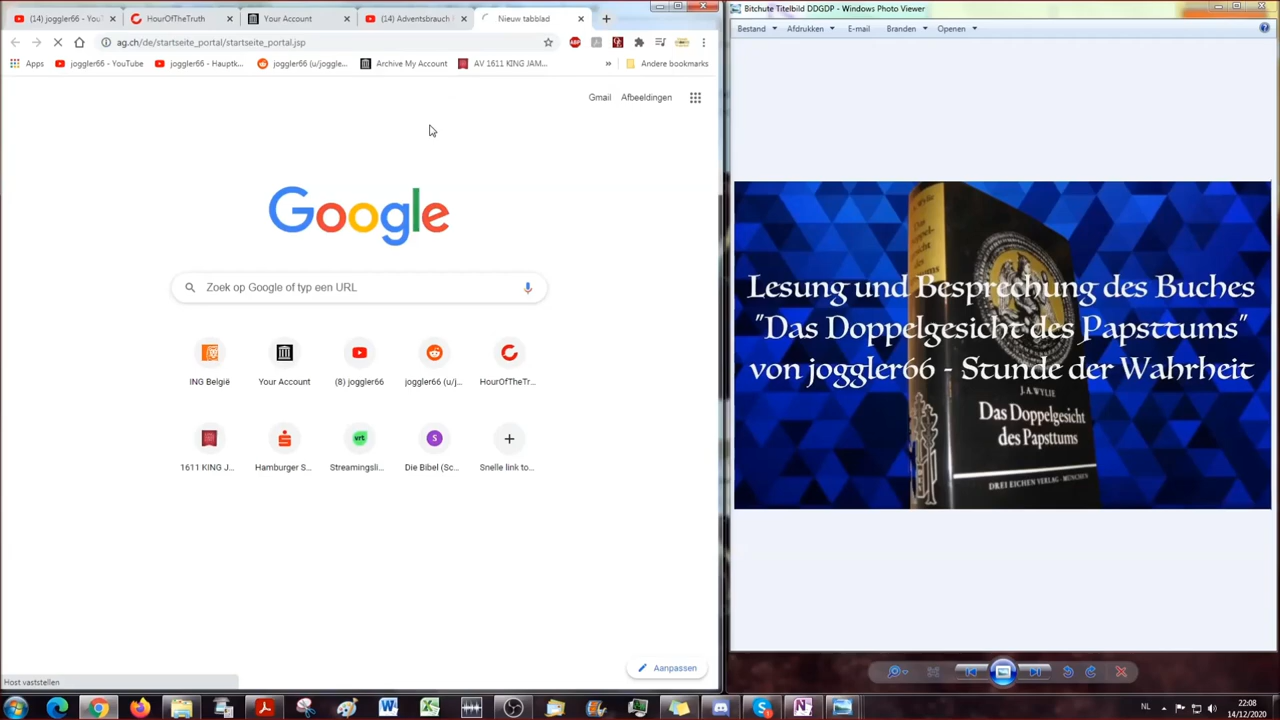 (14) joggler66 - You
HourOfTheTruth
Your Account
(14) Adventsbrauch
Nieuw tabblad
ag.ch/de/startseite_portal/startseite_portal.jsp
Apps
joggler66 - YouTube
joggler66 - Hauptk...
joggler66 (u/joggle...
Archive My Account
AV 1611 KING JAM...
»
Andere bookmarks
Gmail
Afbeeldingen
Google
Zoek op Google of typ een URL
ING België
Your Account
(8) joggler66
joggler66 (u/j...
HourOfTheTr...
1611 KING J...
Hamburger S...
Streamingsli...
Die Bibel (Sc...
Snelle link to...
Aanpassen
Host vaststellen
Bitchute Titelbild DDGDP - Windows Photo Viewer
Bestand
Afdrukken
E-mail
Branden
Openen
Lesung und Besprechung des Buches
"Das Doppelgesicht des Papsttums"
von joggler66 - Stunde der Wahrheit
J.A. WYLIE
Das Doppelgesicht
des Papsttums
DREI EICHEN VERLAG · MÜNCHEN
NL
22:08
14/12/2020